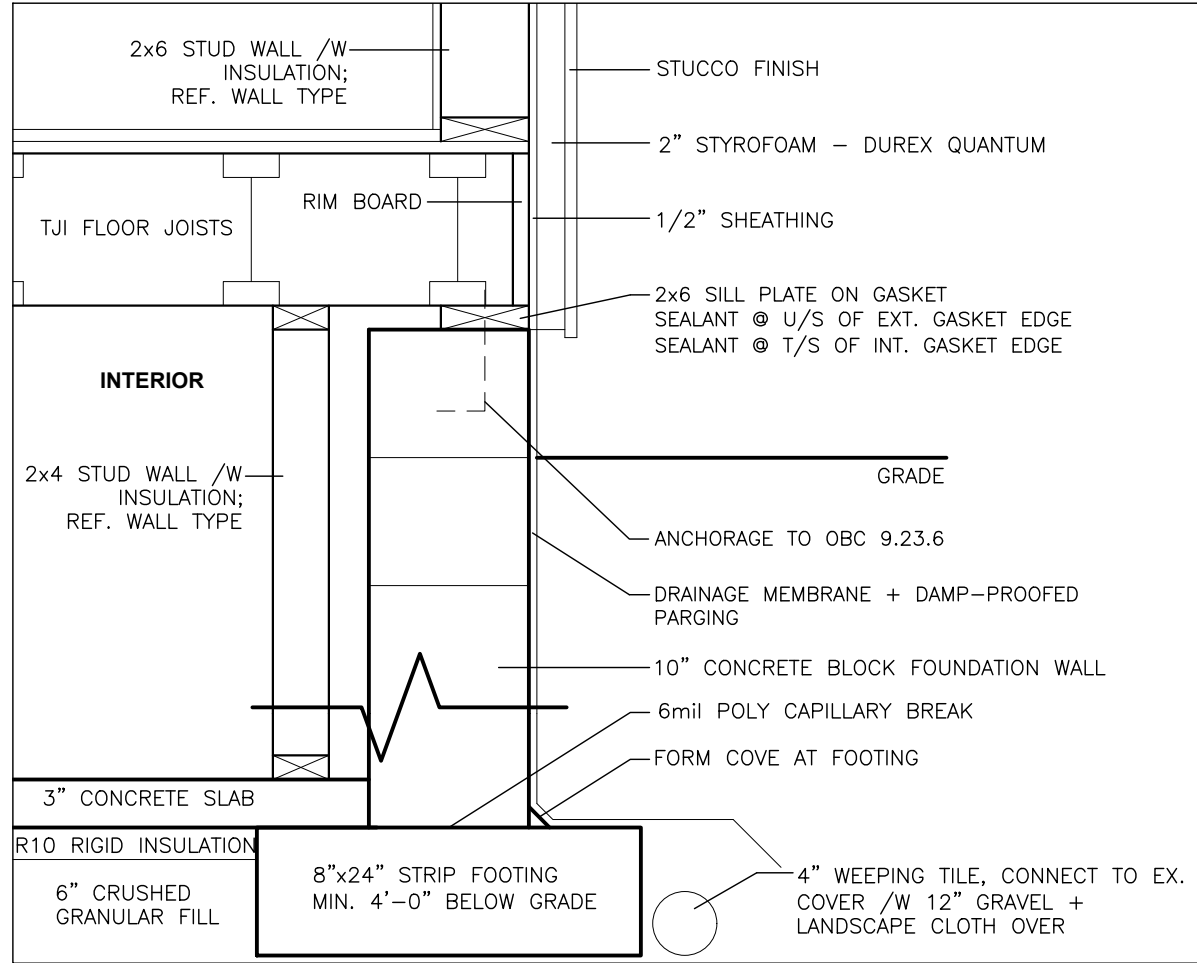 2x6 STUD WALL /W
INSULATION;
REF. WALL TYPE
STUCCO FINISH
2” STYROFOAM – DUREX QUANTUM
RIM BOARD
TJI FLOOR JOISTS
1/2” SHEATHING
2x6 SILL PLATE ON GASKET
SEALANT @ U/S OF EXT. GASKET EDGE
SEALANT @ T/S OF INT. GASKET EDGE
INTERIOR
2x4 STUD WALL /W
INSULATION;
REF. WALL TYPE
GRADE
ANCHORAGE TO OBC 9.23.6
DRAINAGE MEMBRANE + DAMP–PROOFED
PARGING
10” CONCRETE BLOCK FOUNDATION WALL
6mil POLY CAPILLARY BREAK
FORM COVE AT FOOTING
3” CONCRETE SLAB
R10 RIGID INSULATION
6” CRUSHED
GRANULAR FILL
8”x24” STRIP FOOTING
MIN. 4’–0” BELOW GRADE
4” WEEPING TILE, CONNECT TO EX.
COVER /W 12” GRAVEL +
LANDSCAPE CLOTH OVER